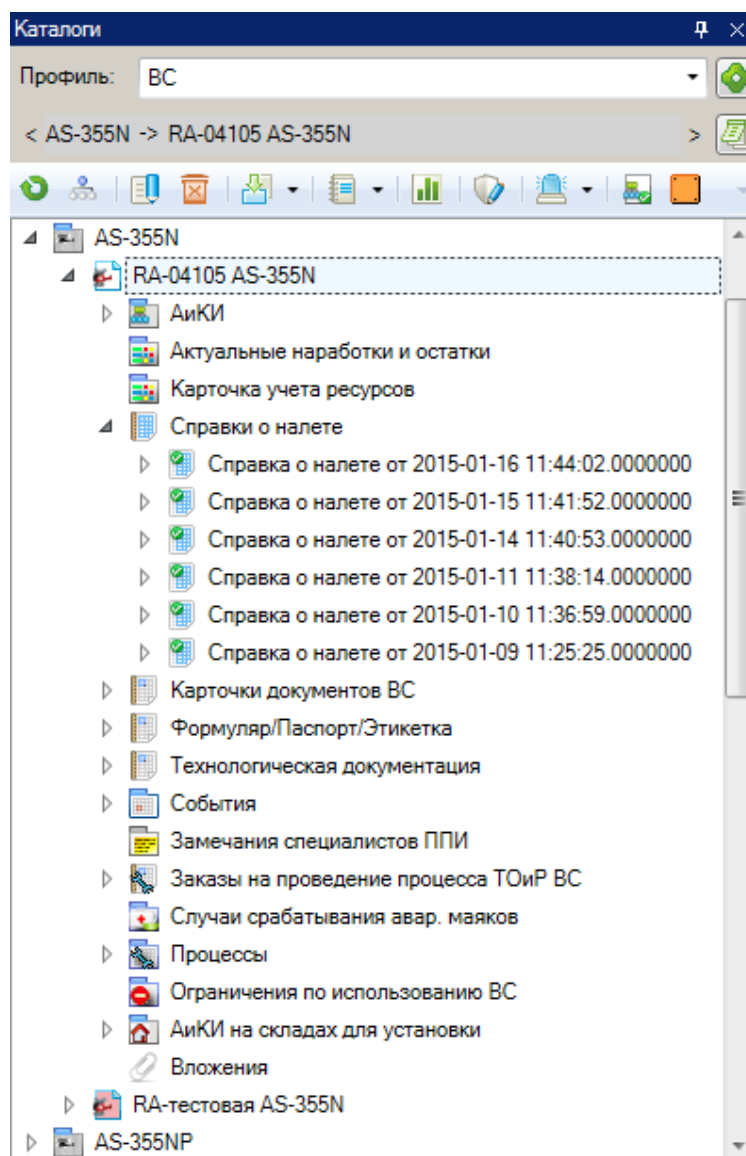 Каталоги
Профиль: ВС
< AS-355N -> RA-04105 AS-355N >
AS-355N
RA-04105 AS-355N
АиКИ
Актуальные наработки и остатки
Карточка учета ресурсов
Справки о налете
Справка о налете от 2015-01-16 11:44:02.0000000
Справка о налете от 2015-01-15 11:41:52.0000000
Справка о налете от 2015-01-14 11:40:53.0000000
Справка о налете от 2015-01-11 11:38:14.0000000
Справка о налете от 2015-01-10 11:36:59.0000000
Справка о налете от 2015-01-09 11:25:25.0000000
Карточки документов ВС
Формуляр/Паспорт/Этикетка
Технологическая документация
События
Замечания специалистов ППИ
Заказы на проведение процесса ТОиР ВС
Случаи срабатывания авар. маяков
Процессы
Ограничения по использованию ВС
АиКИ на складах для установки
Вложения
RA-тестовая AS-355N
AS-355NP